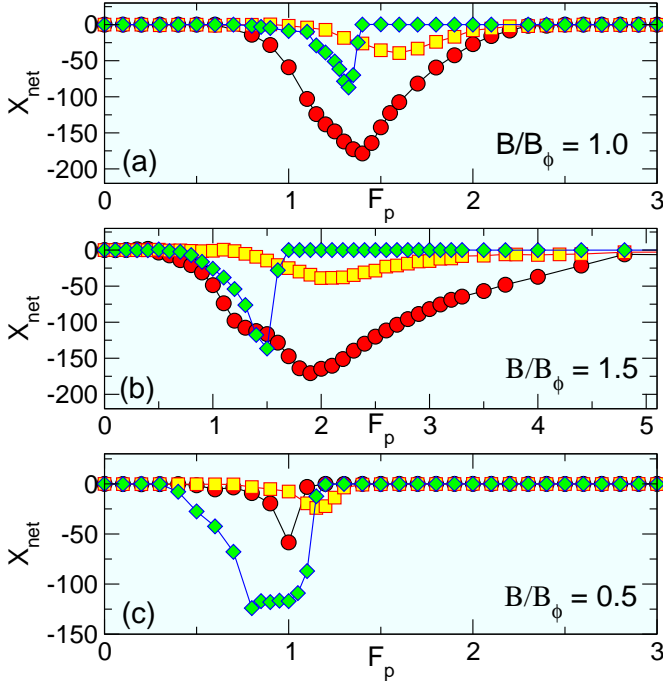 0
-50
-100
-150
-200
X_net
(a)
B/B_ϕ = 1.0
0 1 2 3
F_p
0
-50
-100
-150
-200
X_net
(b)
B/B_ϕ = 1.5
0 1 2 3 4 5
F_p
0
-50
-100
-150
X_net
(c)
B/B_ϕ = 0.5
0 1 2 3
F_p